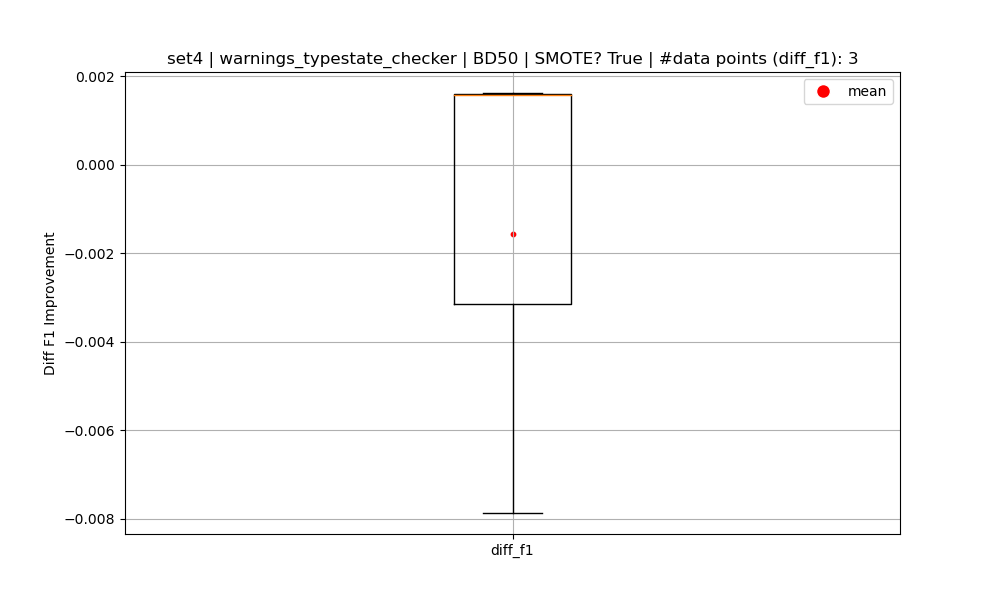 set4 | warnings_typestate_checker | BD50 | SMOTE? True | #data points (diff_f1): 3
mean
0.002
0.000
−0.002
−0.004
−0.006
−0.008
Diff F1 Improvement
diff_f1